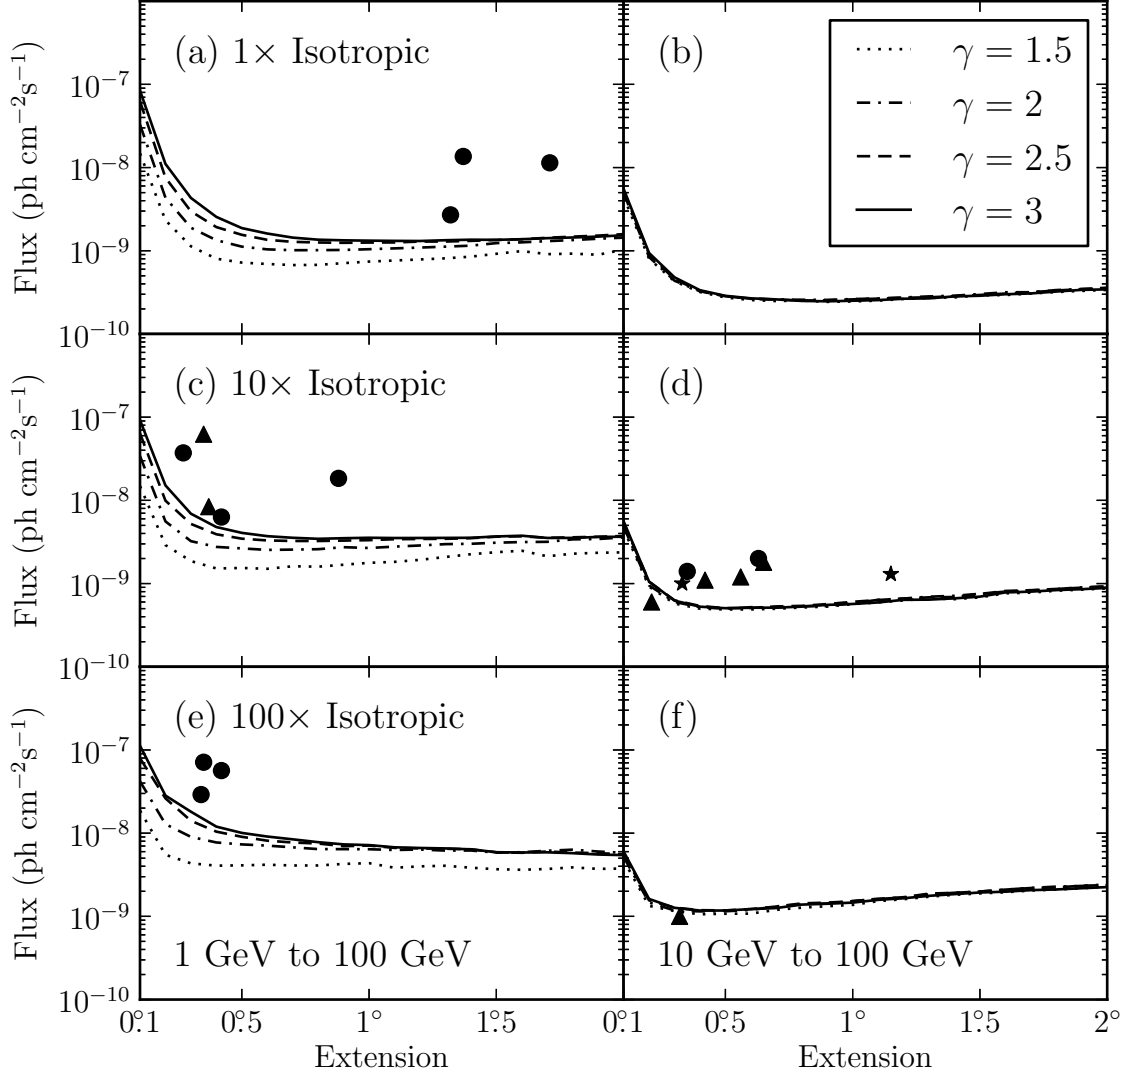 (a) 1× Isotropic
(b)
γ = 1.5
γ = 2
γ = 2.5
γ = 3
Flux (ph cm⁻²s⁻¹)
10⁻⁷
10⁻⁸
10⁻⁹
10⁻¹⁰
(c) 10× Isotropic
(d)
Flux (ph cm⁻²s⁻¹)
10⁻⁷
10⁻⁸
10⁻⁹
10⁻¹⁰
(e) 100× Isotropic
(f)
Flux (ph cm⁻²s⁻¹)
10⁻⁷
10⁻⁸
10⁻⁹
10⁻¹⁰
1 GeV to 100 GeV
10 GeV to 100 GeV
0.°1 0.°5 1° 1.°5 0.°1 0.°5 1° 1.°5 2°
Extension Extension